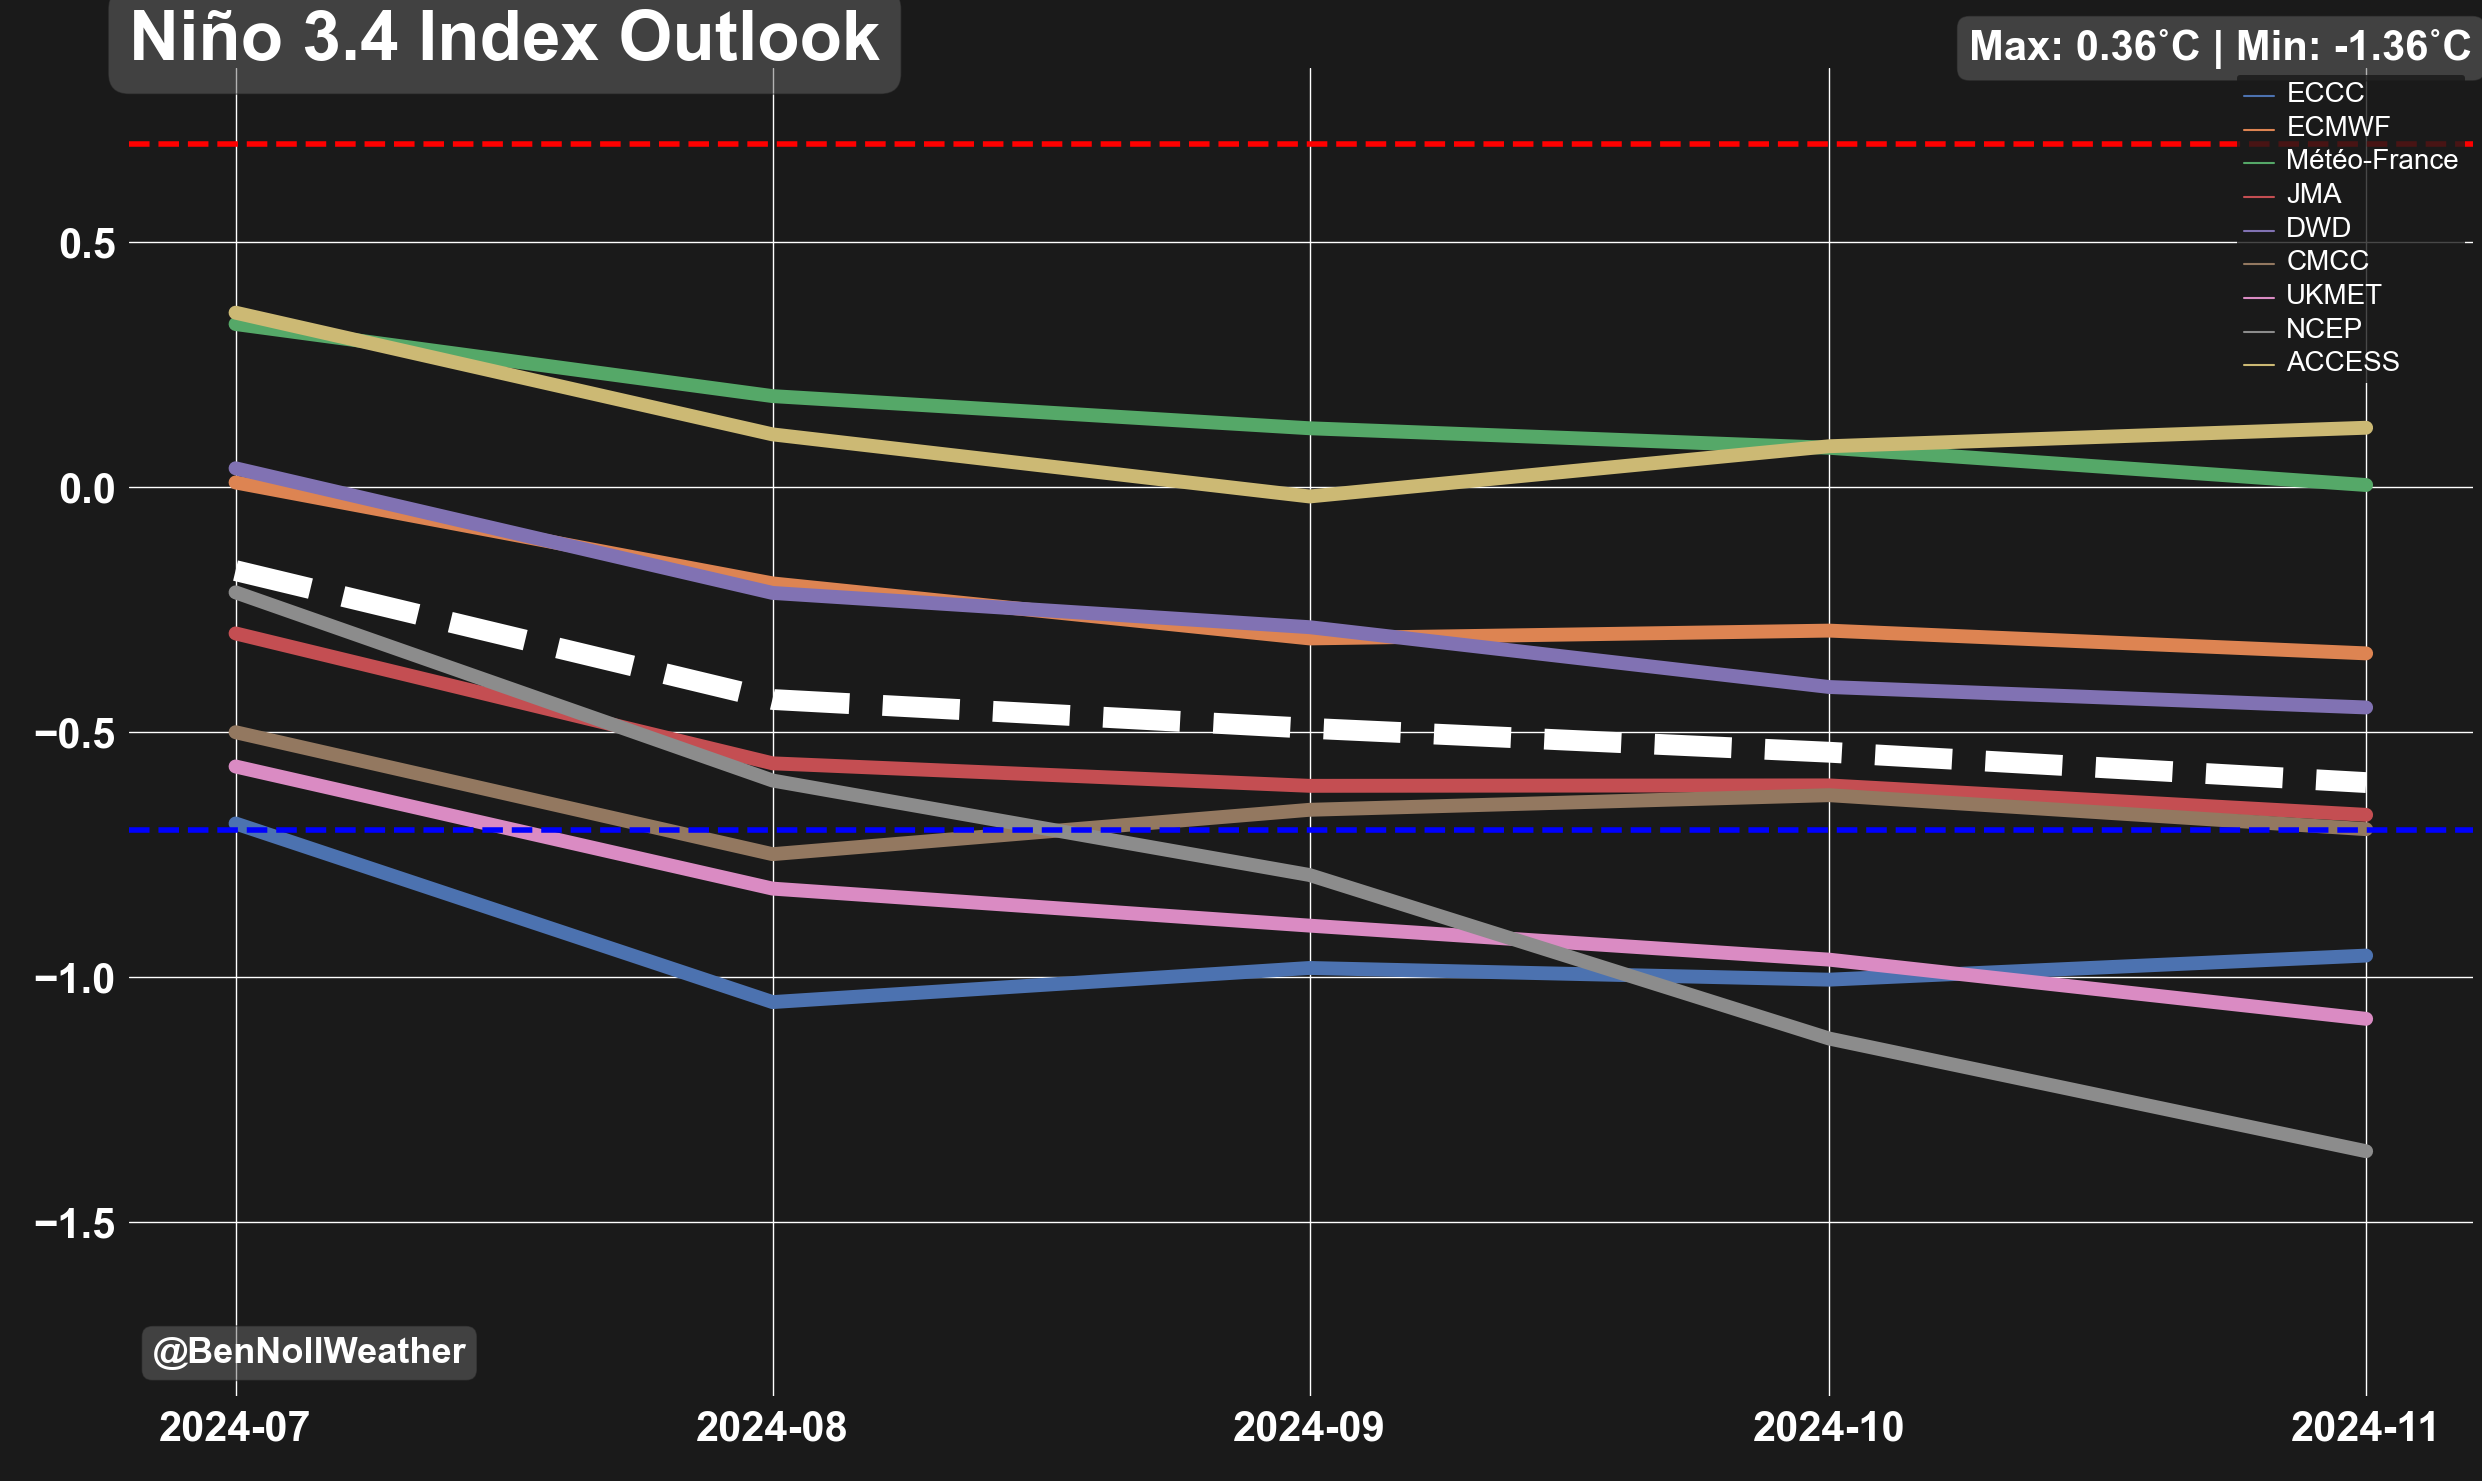 Niño 3.4 Index Outlook
Max: 0.36˚C | Min: -1.36˚C
ECCC
ECMWF
Météo-France
JMA
DWD
CMCC
UKMET
NCEP
ACCESS
0.5
0.0
−0.5
−1.0
−1.5
@BenNollWeather
2024-07 2024-08 2024-09 2024-10 2024-11